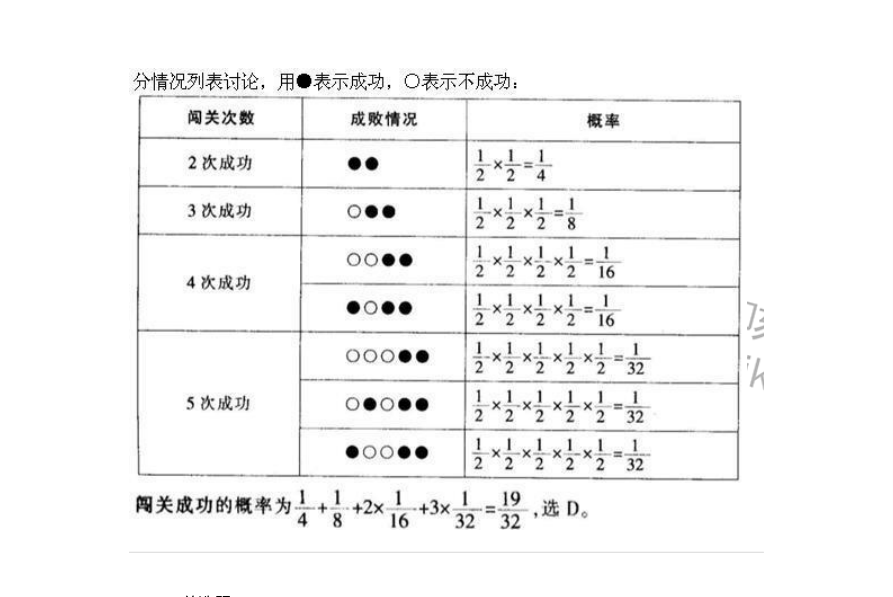 分情况列表讨论，用●表示成功，○表示不成功：
闯关次数 成败情况 概率
2次成功 ●● 1/2×1/2=1/4
3次成功 ○●● 1/2×1/2×1/2=1/8
4次成功 ○○●● 1/2×1/2×1/2×1/2=1/16
●○●● 1/2×1/2×1/2×1/2=1/16
5次成功 ○○○●● 1/2×1/2×1/2×1/2×1/2=1/32
○●○●● 1/2×1/2×1/2×1/2×1/2=1/32
●○○●● 1/2×1/2×1/2×1/2×1/2=1/32
闯关成功的概率为1/4+1/8+2×1/16+3×1/32=19/32,选D。